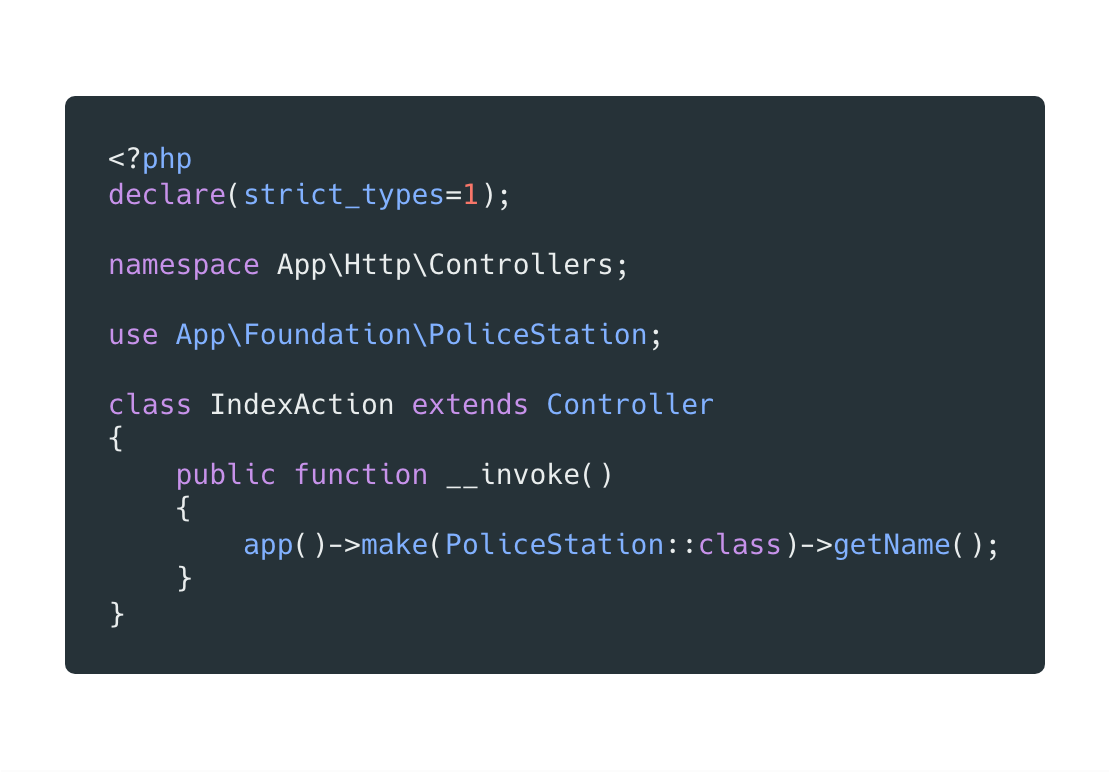 <?php
declare(strict_types=1);
namespace App\Http\Controllers;
use App\Foundation\PoliceStation;
class IndexAction extends Controller
{
    public function __invoke()
    {
        app()->make(PoliceStation::class)->getName();
    }
}